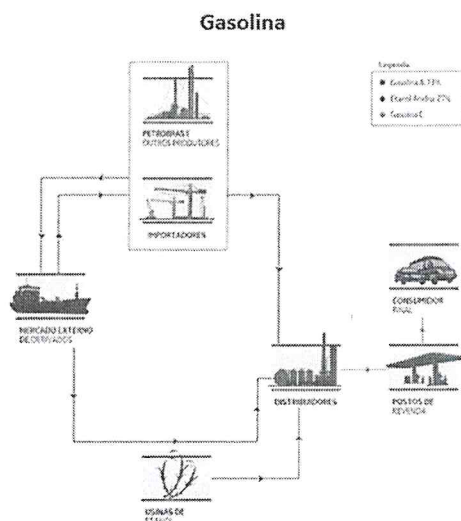 Gasolina
Legenda
Gasolina A 73%
Etanol Anidro 27%
Gasolina C
PETROBRAS E
OUTROS PRODUTORES
IMPORTADORES
MERCADO EXTERNO
DE DERIVADOS
CONSUMIDOR
FINAL
DISTRIBUIDORES
POSTOS DE
REVENDA
USINAS DE
ETANOL